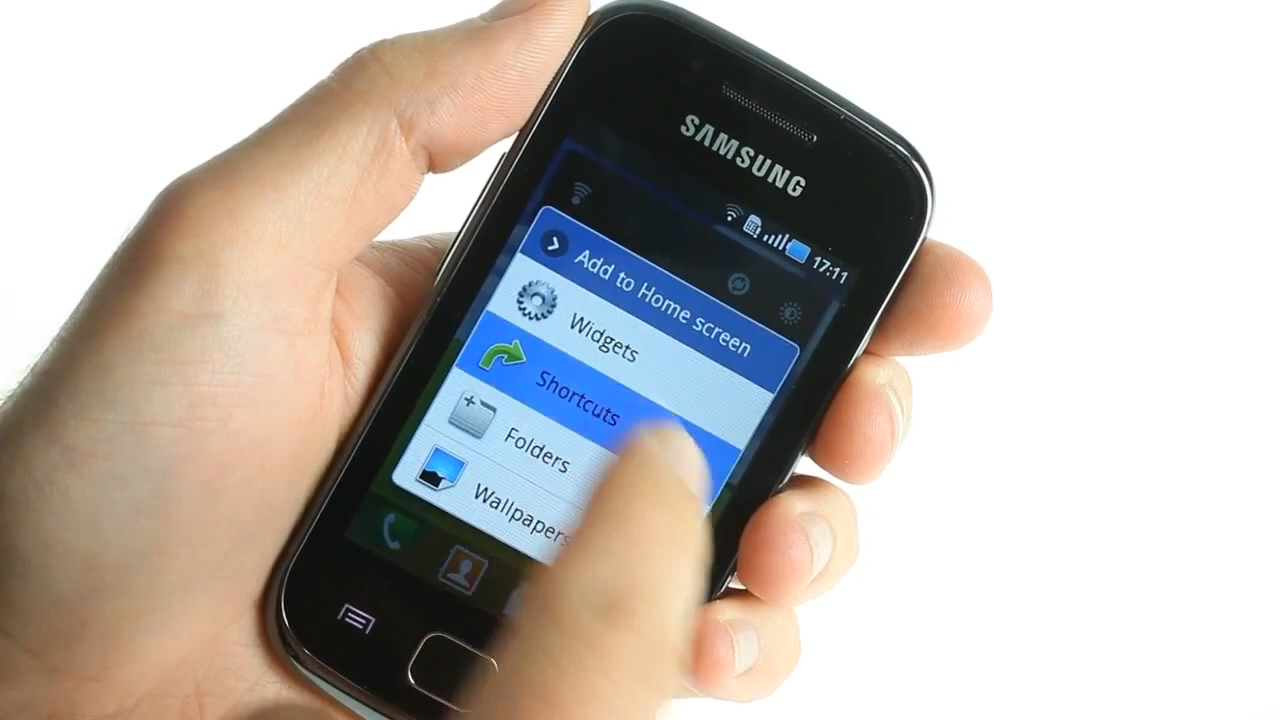 SAMSUNG
17:11
Add to Home screen
Widgets
Shortcuts
Folders
Wallpapers